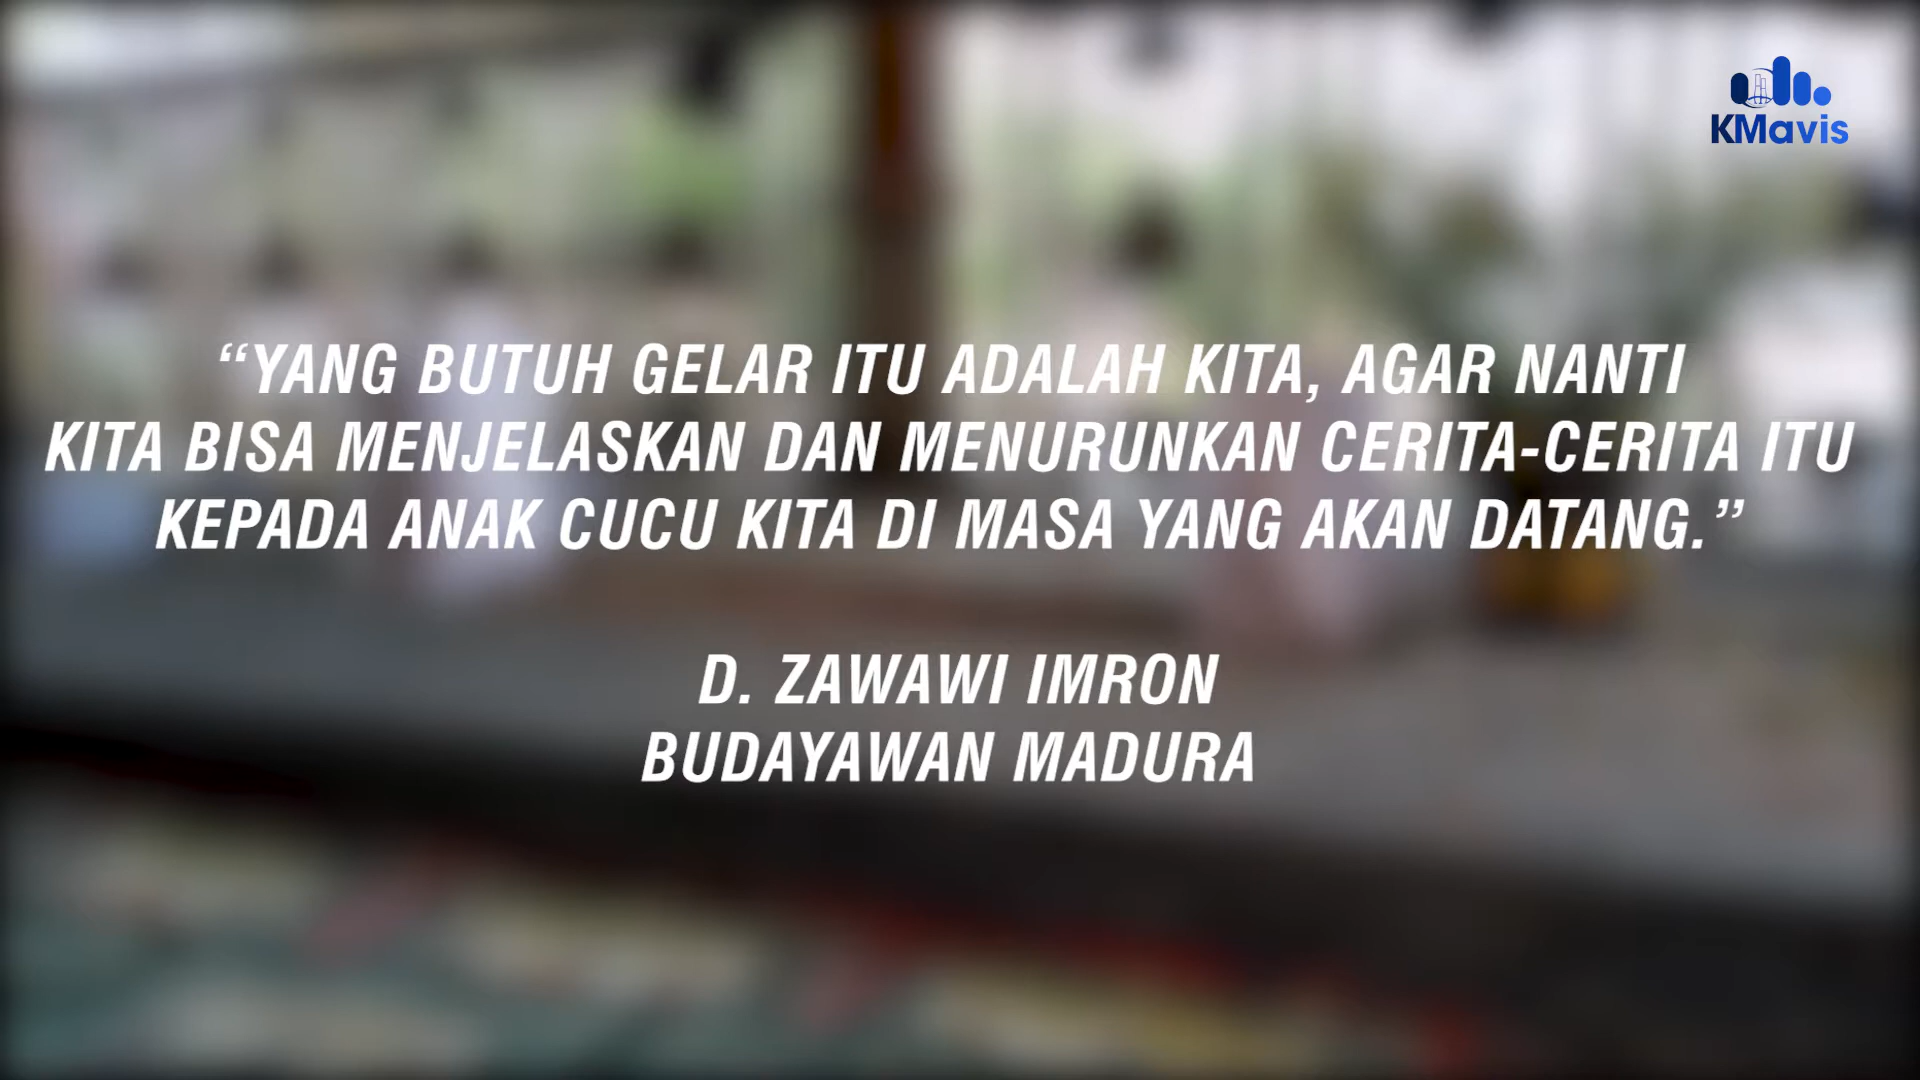 KMavis
“YANG BUTUH GELAR ITU ADALAH KITA, AGAR NANTI
KITA BISA MENJELASKAN DAN MENURUNKAN CERITA-CERITA ITU
KEPADA ANAK CUCU KITA DI MASA YANG AKAN DATANG.”
D. ZAWAWI IMRON
BUDAYAWAN MADURA